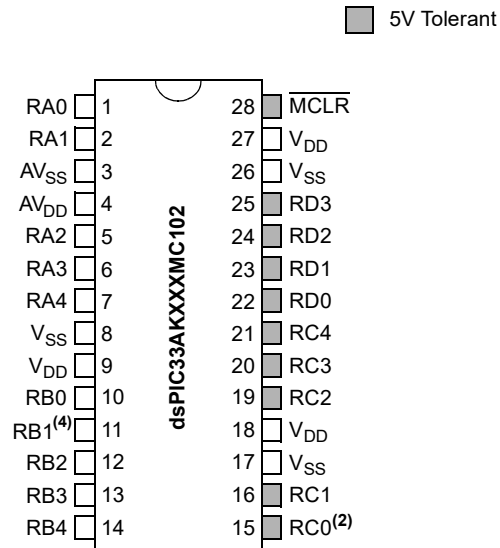 5V Tolerant
RA0 1 28 MCLR
RA1 2 27 VDD
AVSS 3 26 VSS
AVDD 4 25 RD3
RA2 5 24 RD2
RA3 6 23 RD1
RA4 7 22 RD0
VSS 8 21 RC4
VDD 9 20 RC3
RB0 10 19 RC2
RB1(4) 11 18 VDD
RB2 12 17 VSS
RB3 13 16 RC1
RB4 14 15 RC0(2)
dsPIC33AKXXXMC102